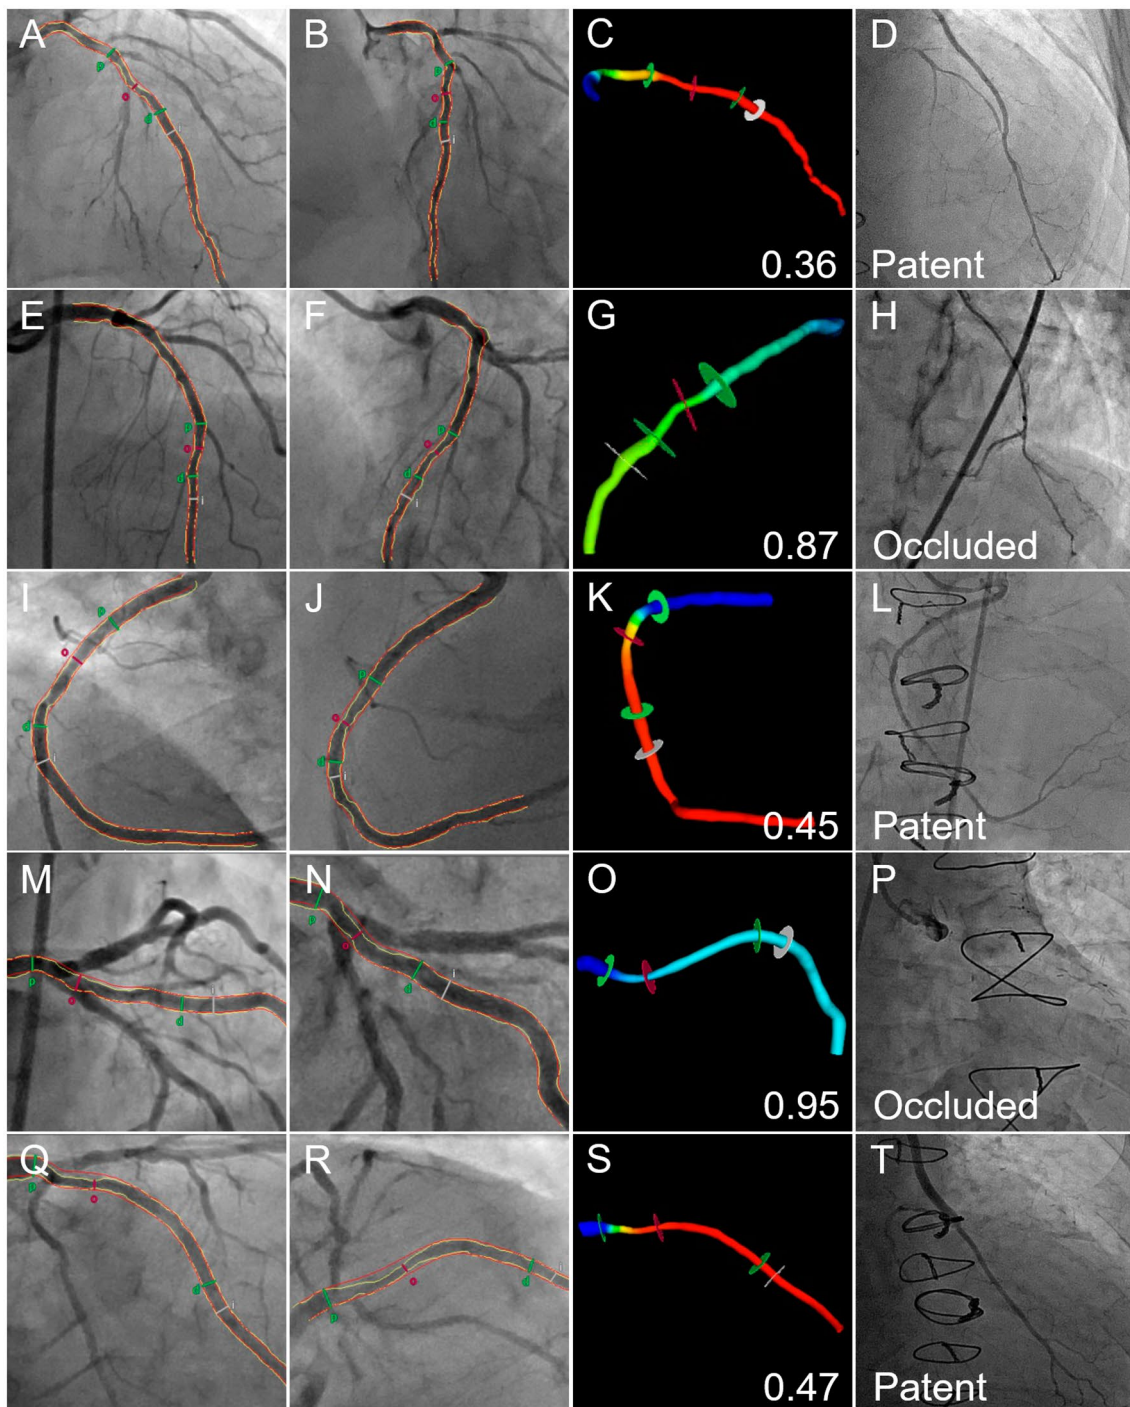 A B C D
p
o
d
i
p
o
d
i
0.36
Patent
E F G H
p
o
d
i
p
o
d
i
0.87
Occluded
I J K L
p
o
d
i
p
o
d
i
0.45
Patent
M N O P
p
o
d
i
p
o
d
i
0.95
Occluded
Q R S T
p
o
d
i
p
o
d
i
0.47
Patent